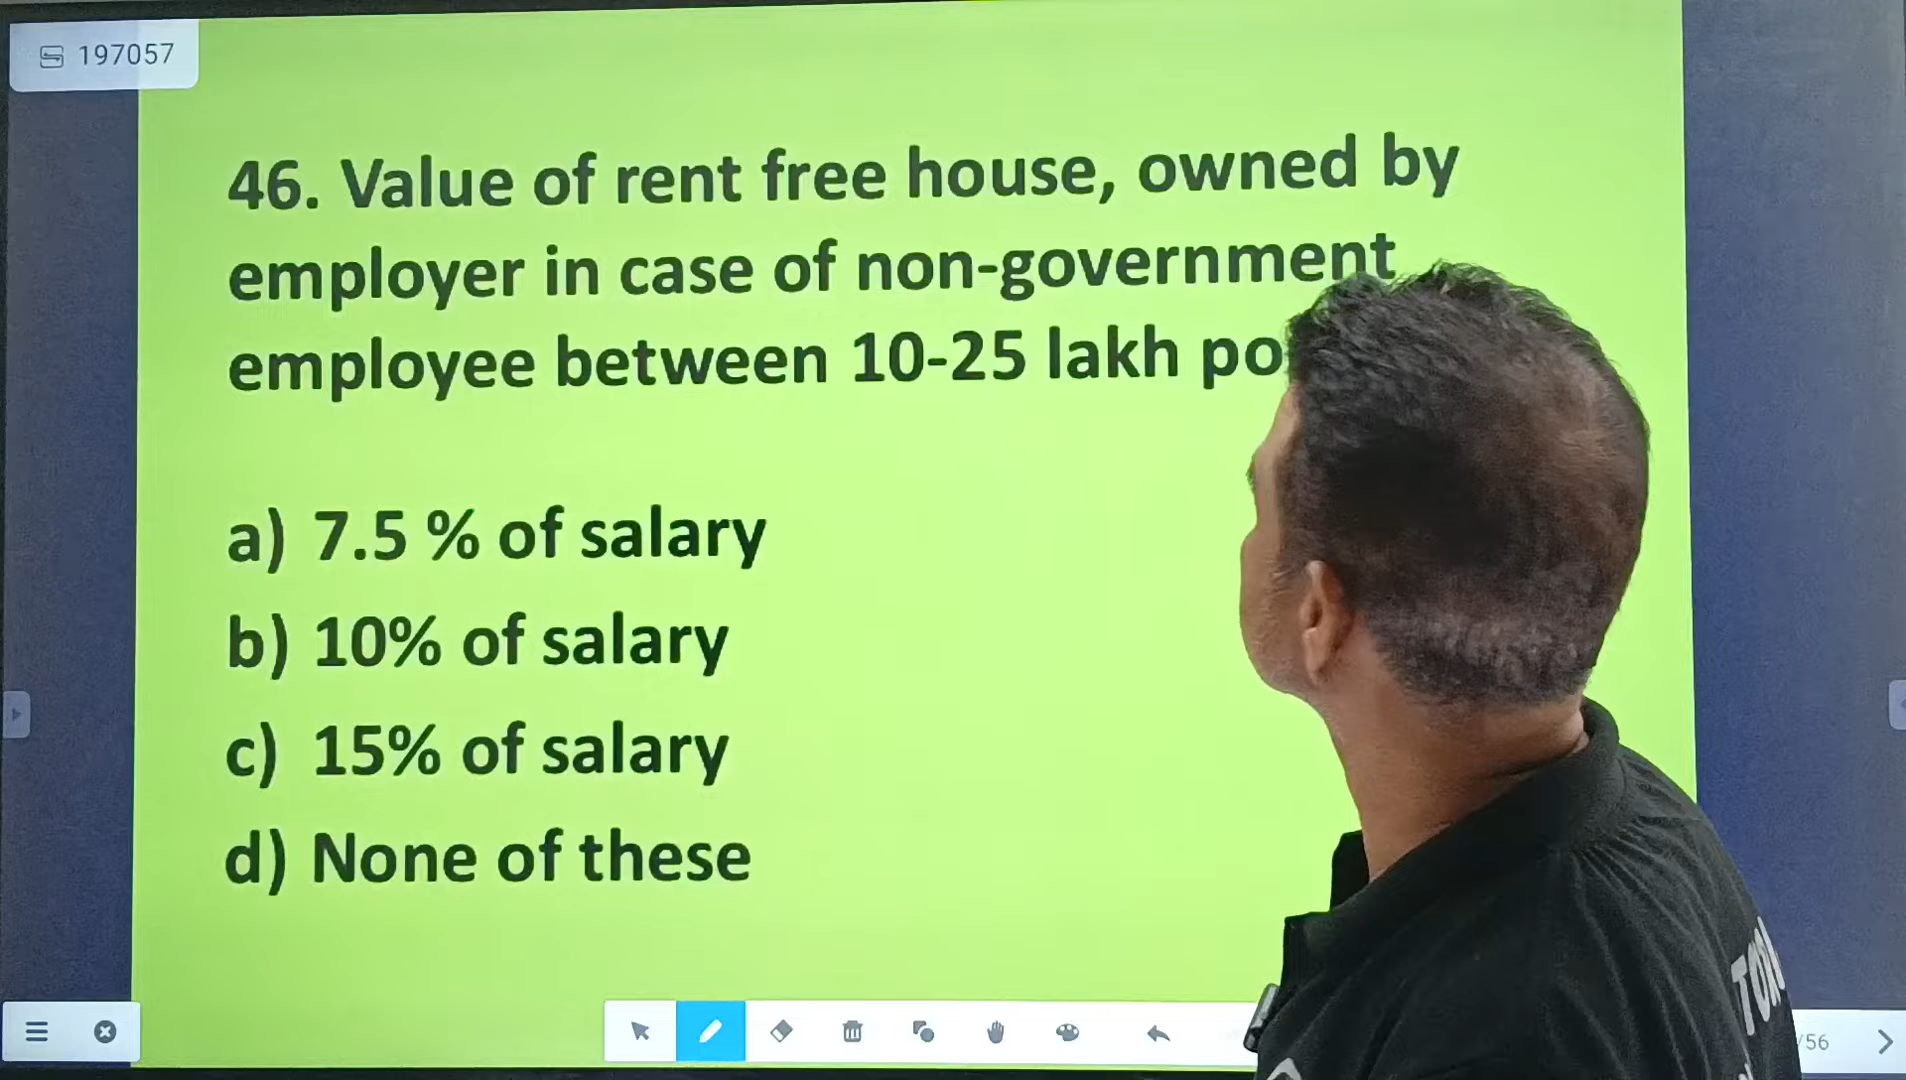 197057
46. Value of rent free house, owned by
employer in case of non-government
employee between 10-25 lakh
a) 7.5 % of salary
b) 10% of salary
c) 15% of salary
d) None of these
/56